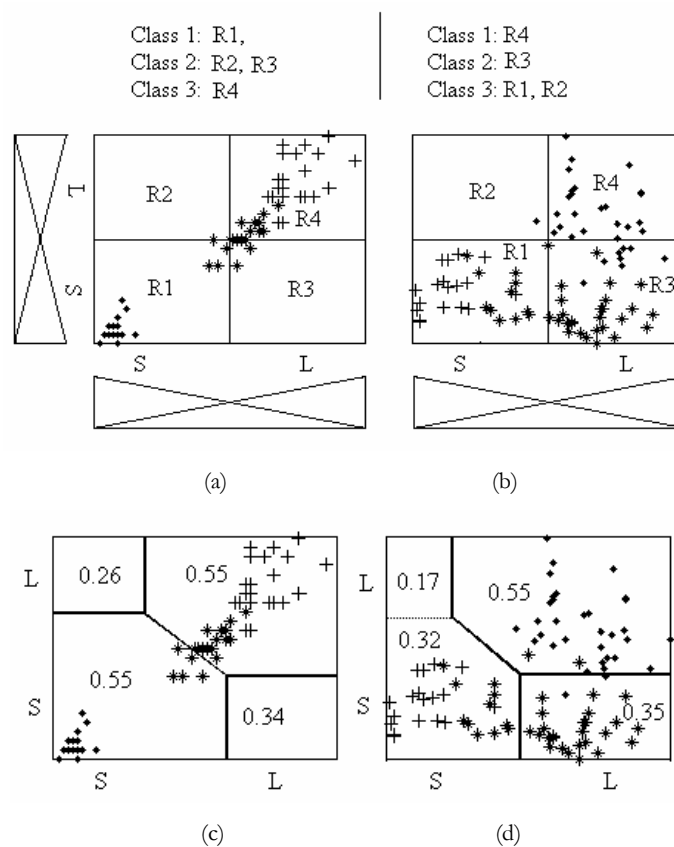 Class 1: R1,
Class 2: R2, R3
Class 3: R4
Class 1: R4
Class 2: R3
Class 3: R1, R2
L
S
R2
R4
R1
R3
S
L
R2
R4
R1
R3
S
L
(a)
(b)
L
S
0.26
0.55
0.55
0.34
S
L
L
S
0.17
0.55
0.32
0.35
S
L
(c)
(d)